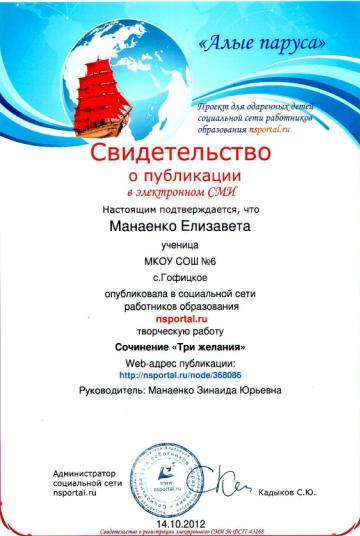 «Алые паруса»
Проект для одаренных детей
социальной сети работников
образования nsportal.ru
Свидетельство
о публикации
в электронном СМИ
Настоящим подтверждается, что
Манаенко Елизавета
ученица
МКОУ СОШ №6
с.Гофицкое
опубликовала в социальной сети
работников образования
nsportal.ru
творческую работу
Сочинение «Три желания»
Web-адрес публикации:
http://nsportal.ru/node/368086
Руководитель: Манаенко Зинаида Юрьевна
www.
nsportal.ru
Администратор
социальной сети
nsportal.ru
Кадыков С.Ю.
14.10.2012
Свидетельство о регистрации электронного СМИ № ФС77-43268